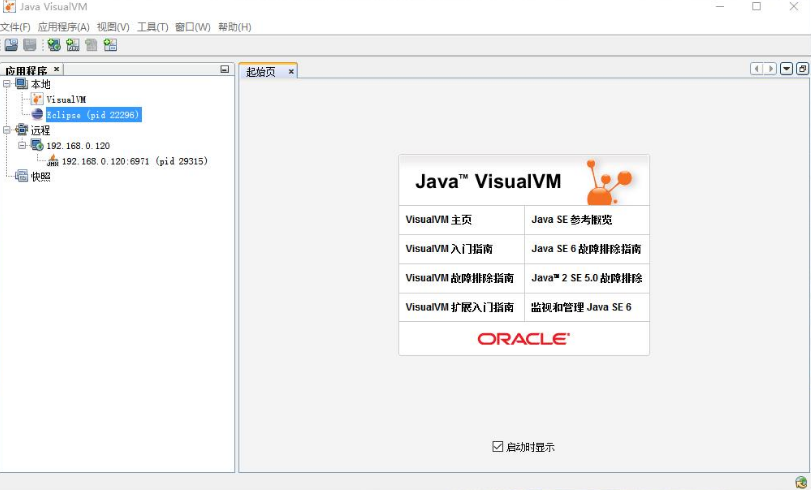 Java VisualVM
文件(F) 应用程序(A) 视图(V) 工具(T) 窗口(W) 帮助(H)
应用程序
本地
VisualVM
Eclipse (pid 22296)
远程
192.168.0.120
192.168.0.120:6971 (pid 29315)
快照
起始页
Java™ VisualVM
VisualVM 主页 Java SE 参考概览
VisualVM 入门指南 Java SE 6 故障排除指南
VisualVM 故障排除指南 Java™ 2 SE 5.0 故障排除
VisualVM 扩展入门指南 监视和管理 Java SE 6
ORACLE
启动时显示